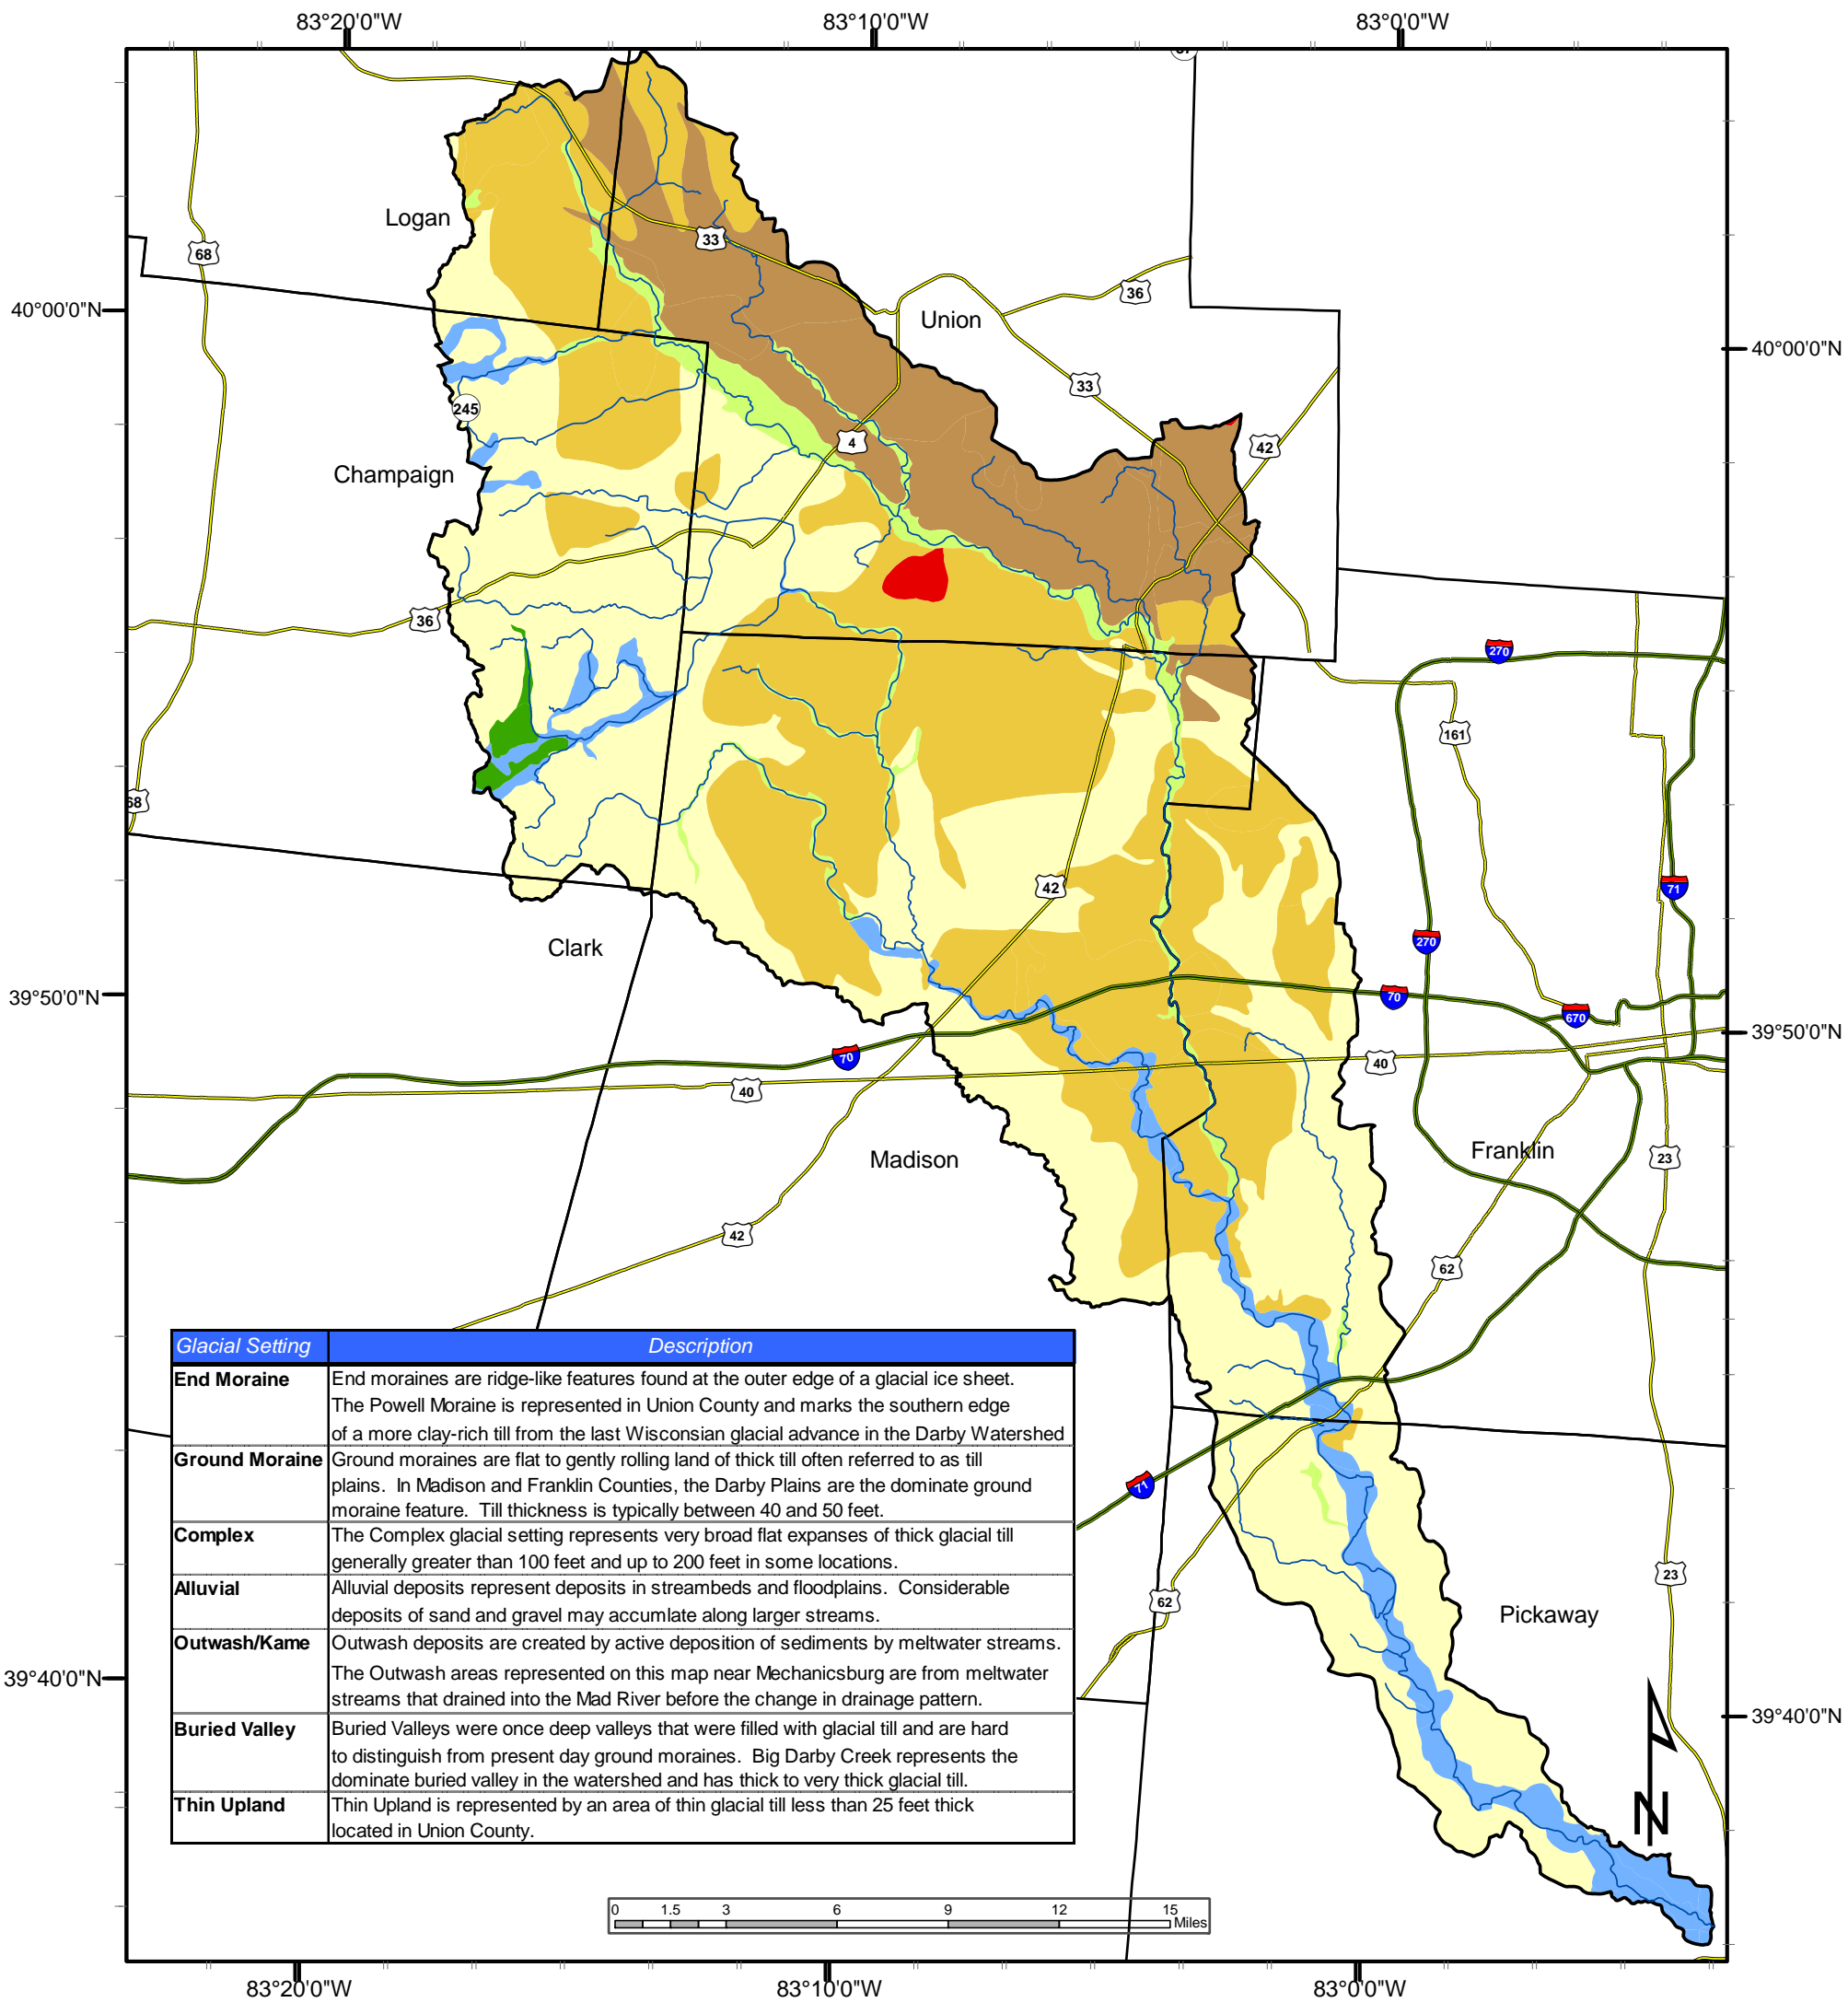 83°20'0"W
83°10'0"W
83°0'0"W
Logan
68
33
36
Union
40°00'0"N
40°00'0"N
33
245
4
42
Champaign
36
270
161
68
71
42
Clark
270
39°50'0"N
70
670
39°50'0"N
70
40
40
Madison
Franklin
23
42
62
Glacial Setting
Description
End Moraine
End moraines are ridge-like features found at the outer edge of a glacial ice sheet.
The Powell Moraine is represented in Union County and marks the southern edge
of a more clay-rich till from the last Wisconsian glacial advance in the Darby Watershed
Ground Moraine
Ground moraines are flat to gently rolling land of thick till often referred to as till
plains. In Madison and Franklin Counties, the Darby Plains are the dominate ground
moraine feature. Till thickness is typically between 40 and 50 feet.
Complex
The Complex glacial setting represents very broad flat expanses of thick glacial till
generally greater than 100 feet and up to 200 feet in some locations.
Alluvial
Alluvial deposits represent deposits in streambeds and floodplains. Considerable
deposits of sand and gravel may accumlate along larger streams.
Outwash/Kame
Outwash deposits are created by active deposition of sediments by meltwater streams.
The Outwash areas represented on this map near Mechanicsburg are from meltwater
streams that drained into the Mad River before the change in drainage pattern.
Buried Valley
Buried Valleys were once deep valleys that were filled with glacial till and are hard
to distinguish from present day ground moraines. Big Darby Creek represents the
dominate buried valley in the watershed and has thick to very thick glacial till.
Thin Upland
Thin Upland is represented by an area of thin glacial till less than 25 feet thick
located in Union County.
71
62
23
Pickaway
39°40'0"N
39°40'0"N
N
0 1.5 3 6 9 12 15
Miles
83°20'0"W
83°10'0"W
83°0'0"W